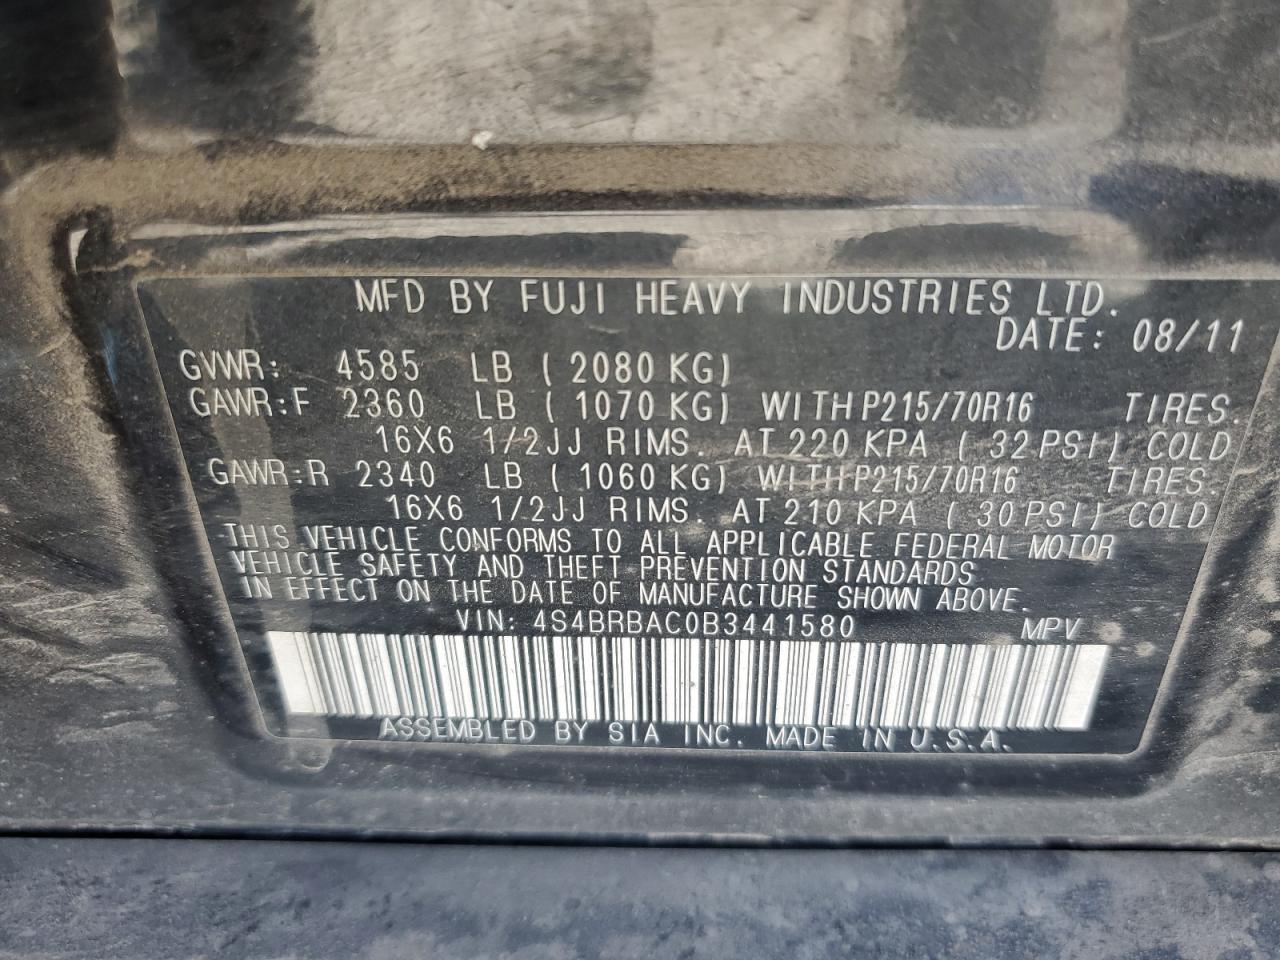 MFD BY FUJI HEAVY INDUSTRIES LTD.
DATE: 08/11
GVWR: 4585 LB ( 2080 KG)
GAWR:F 2360 LB ( 1070 KG) WITH P215/70R16 TIRES.
16X6 1/2JJ RIMS. AT 220 KPA ( 32 PSI) COLD
GAWR:R 2340 LB ( 1060 KG) WITH P215/70R16 TIRES.
16X6 1/2JJ RIMS. AT 210 KPA ( 30 PSI) COLD
THIS VEHICLE CONFORMS TO ALL APPLICABLE FEDERAL MOTOR
VEHICLE SAFETY AND THEFT PREVENTION STANDARDS
IN EFFECT ON THE DATE OF MANUFACTURE SHOWN ABOVE.
VIN: 4S4BRBAC0B3441580 MPV
ASSEMBLED BY SIA INC. MADE IN U.S.A.